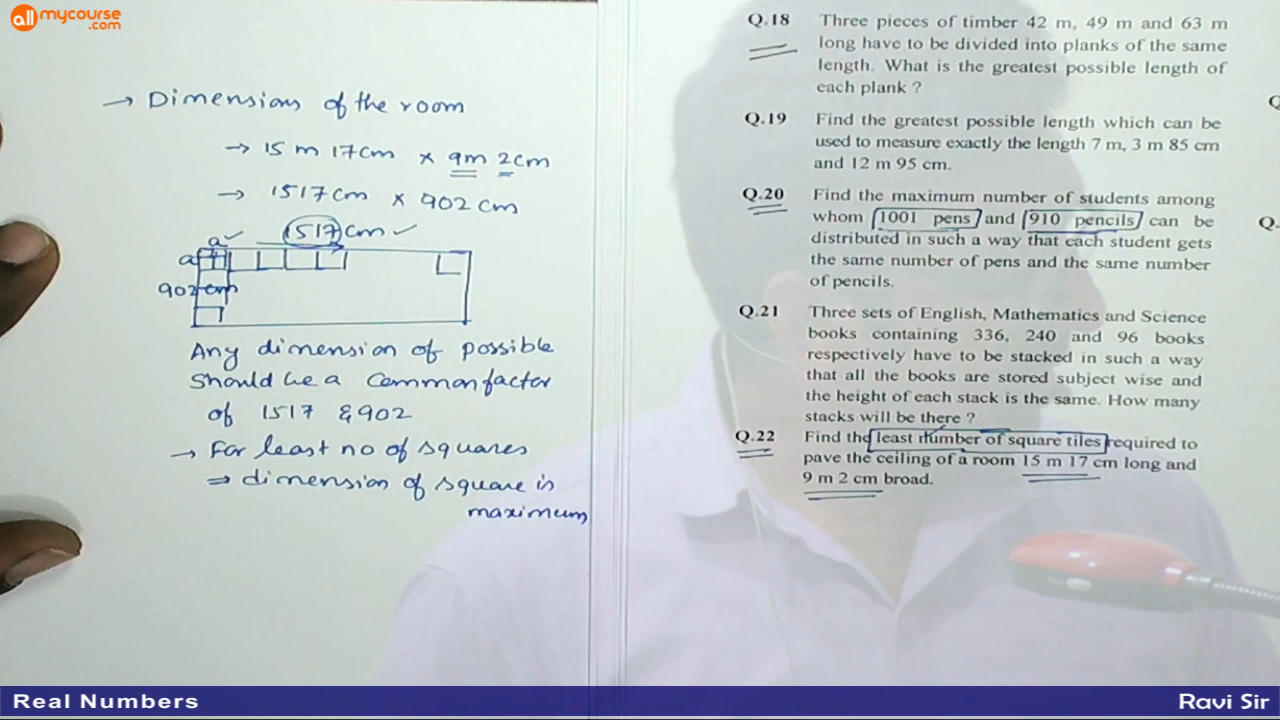 allmycourse
.com
→ Dimensions of the room
→ 15 m 17cm × 9m 2cm
→ 1517cm × 902 cm
1517 cm ✓
a ✓
a
902 cm
Any dimension of possible
Should be a Common factor
of 1517 & 902
→ For least no of squares
⇒ dimension of square is
maximum
Q.18 Three pieces of timber 42 m, 49 m and 63 m
long have to be divided into planks of the same
length. What is the greatest possible length of
each plank ?
Q.19 Find the greatest possible length which can be
used to measure exactly the length 7 m, 3 m 85 cm
and 12 m 95 cm.
Q.20 Find the maximum number of students among
whom 1001 pens and 910 pencils can be
distributed in such a way that each student gets
the same number of pens and the same number
of pencils.
Q.21 Three sets of English, Mathematics and Science
books containing 336, 240 and 96 books
respectively have to be stacked in such a way
that all the books are stored subject wise and
the height of each stack is the same. How many
stacks will be there ?
Q.22 Find the least number of square tiles required to
pave the ceiling of a room 15 m 17 cm long and
9 m 2 cm broad.
Real Numbers
Ravi Sir